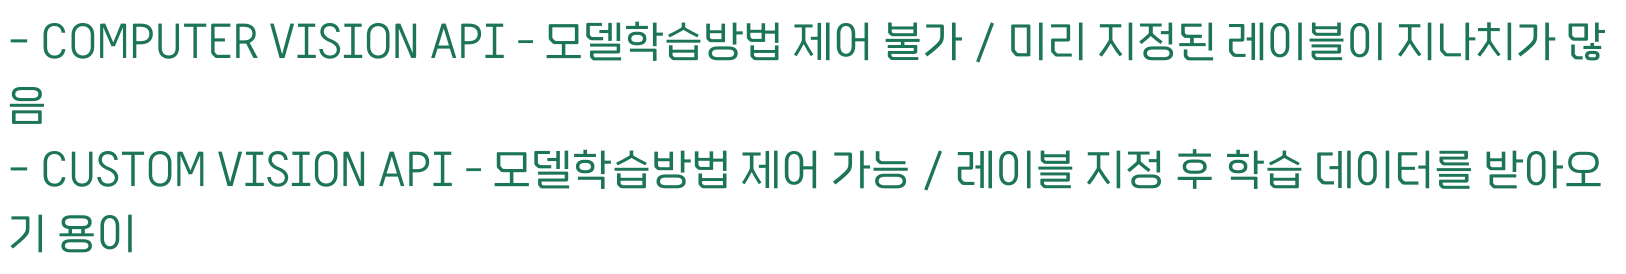 - COMPUTER VISION API - 모델학습방법 제어 불가 / 미리 지정된 레이블이 지나치가 많
음
- CUSTOM VISION API - 모델학습방법 제어 가능 / 레이블 지정 후 학습 데이터를 받아오
기 용이